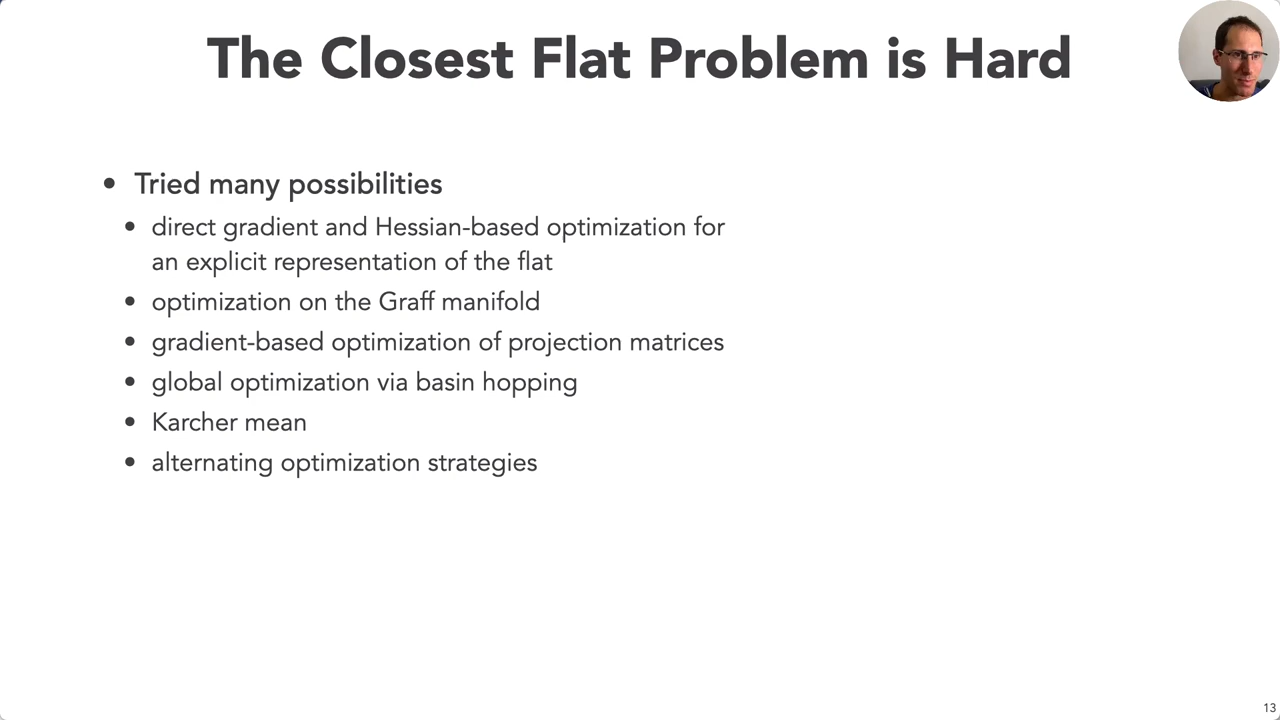 The Closest Flat Problem is Hard
• Tried many possibilities
• direct gradient and Hessian-based optimization for
an explicit representation of the flat
• optimization on the Graff manifold
• gradient-based optimization of projection matrices
• global optimization via basin hopping
• Karcher mean
• alternating optimization strategies
13